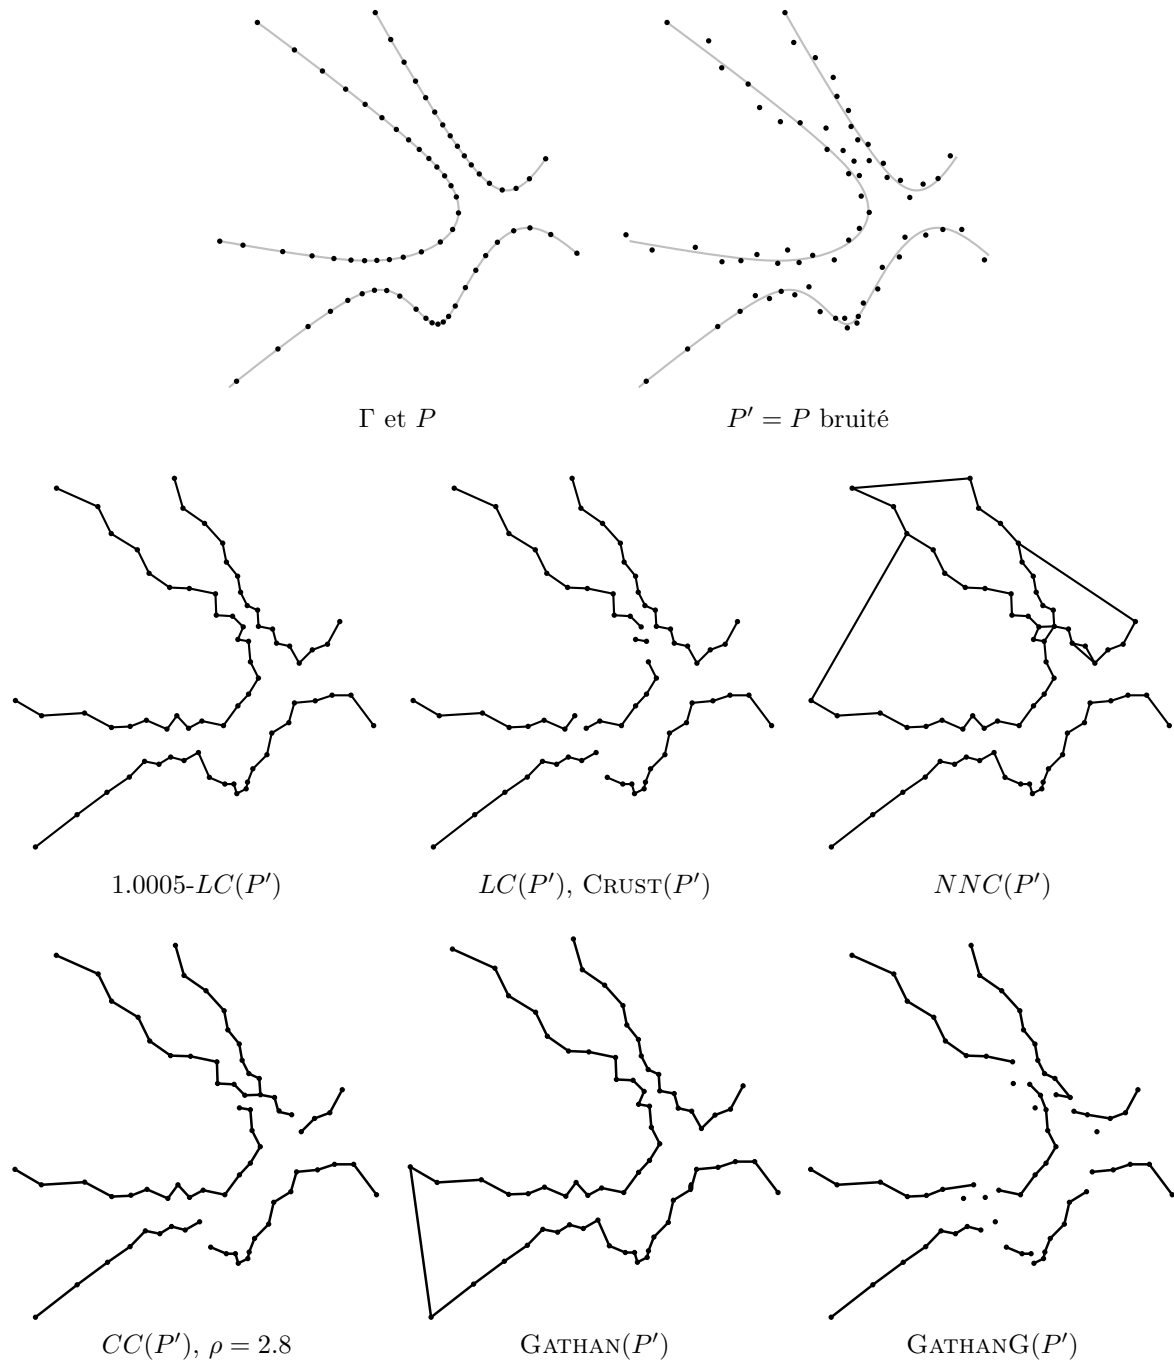 Γ et P
P′ = P bruité
1.0005-LC(P′)
LC(P′), CRUST(P′)
NNC(P′)
CC(P′), ρ = 2.8
GATHAN(P′)
GATHANG(P′)